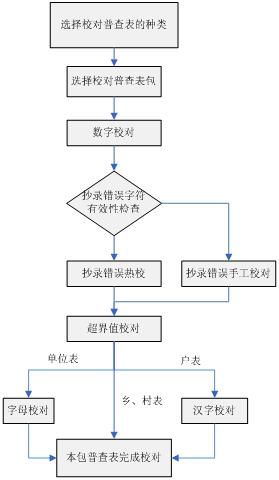 选择校对普查表的种类
选择校对普查表包
数字校对
抄录错误字符
有效性检查
抄录错误热校
抄录错误手工校对
超界值校对
单位表
户表
乡、村表
字母校对
汉字校对
本包普查表完成校对